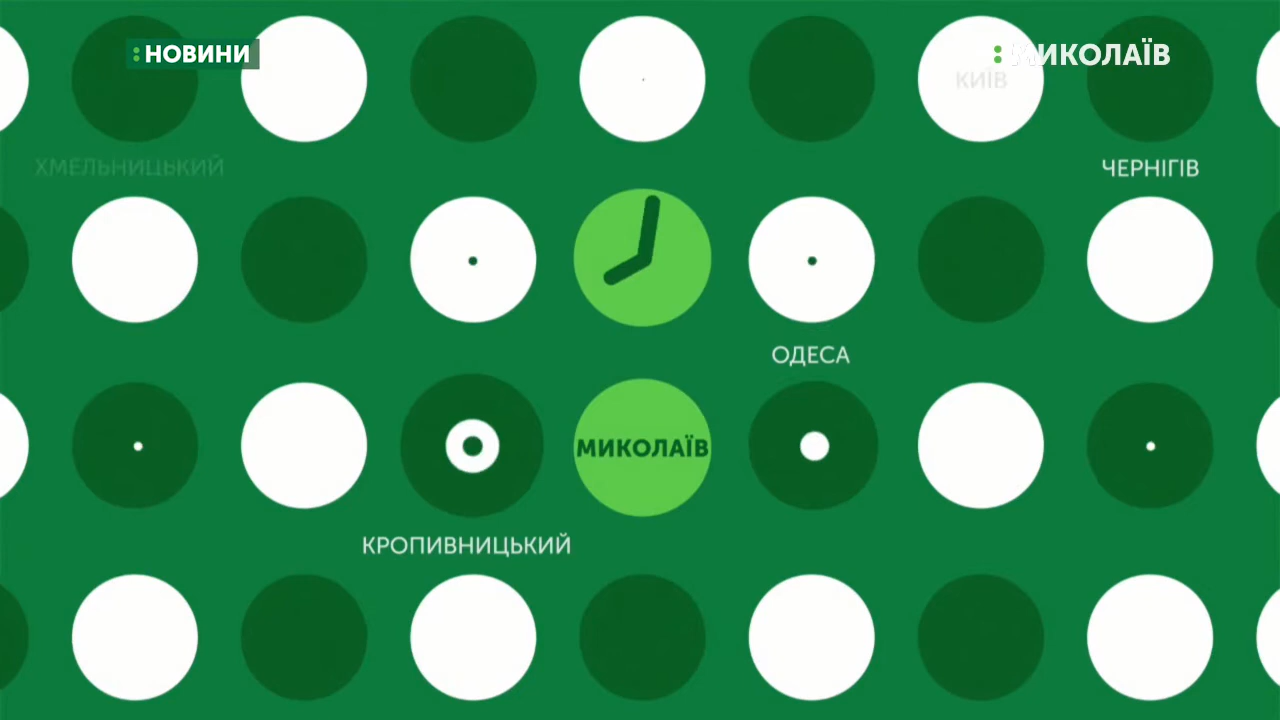 :НОВИНИ
:МИКОЛАЇВ
КИЇВ
ХМЕЛЬНИЦЬКИЙ
ЧЕРНІГІВ
ОДЕСА
МИКОЛАЇВ
КРОПИВНИЦЬКИЙ